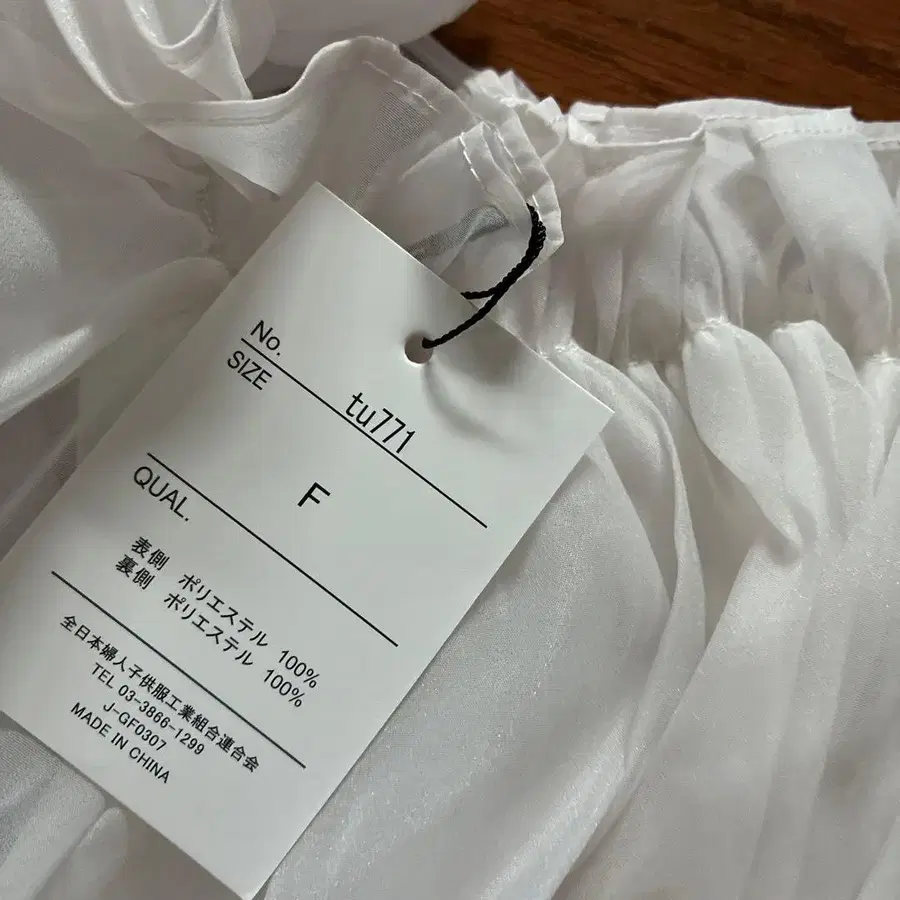 No. tu771
SIZE
F
QUAL.
表側 ポリエステル 100%
裏側 ポリエステル 100%
全日本婦人子供服工業組合連合会
TEL 03-3866-1299
J-GF0307
MADE IN CHINA